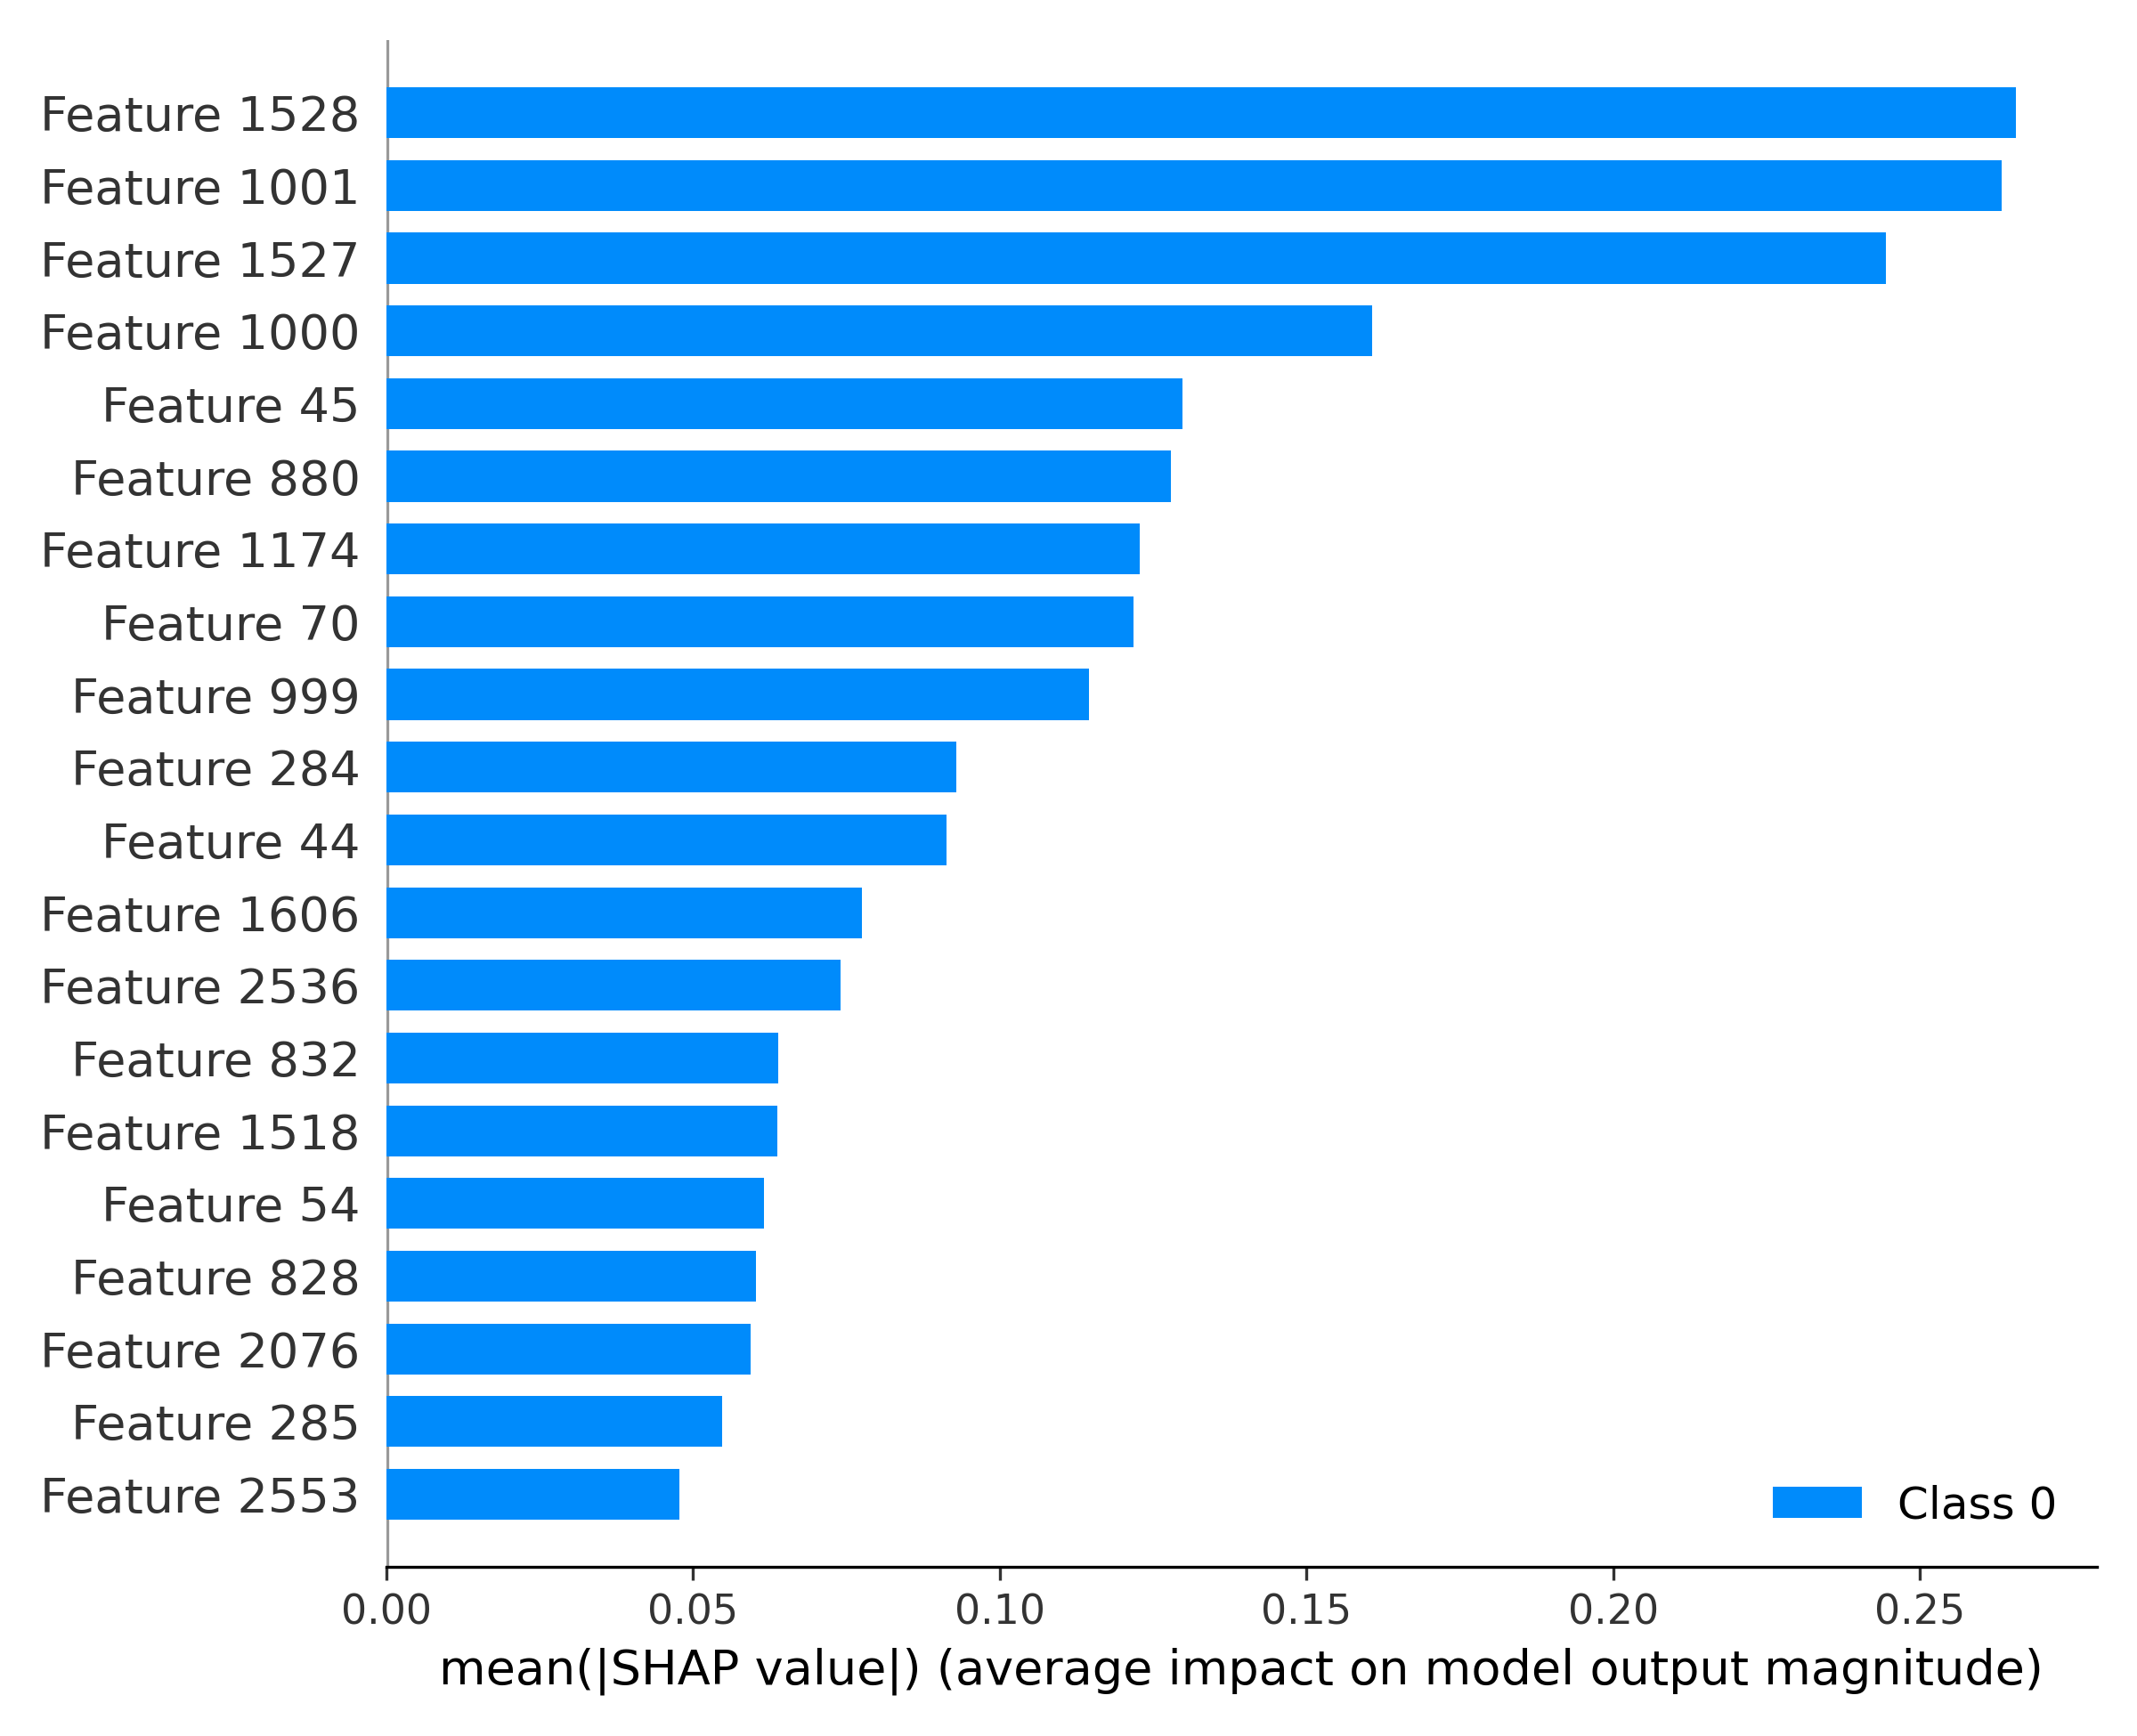 Feature 1528
Feature 1001
Feature 1527
Feature 1000
Feature 45
Feature 880
Feature 1174
Feature 70
Feature 999
Feature 284
Feature 44
Feature 1606
Feature 2536
Feature 832
Feature 1518
Feature 54
Feature 828
Feature 2076
Feature 285
Feature 2553
Class 0
0.00 0.05 0.10 0.15 0.20 0.25
mean(|SHAP value|) (average impact on model output magnitude)